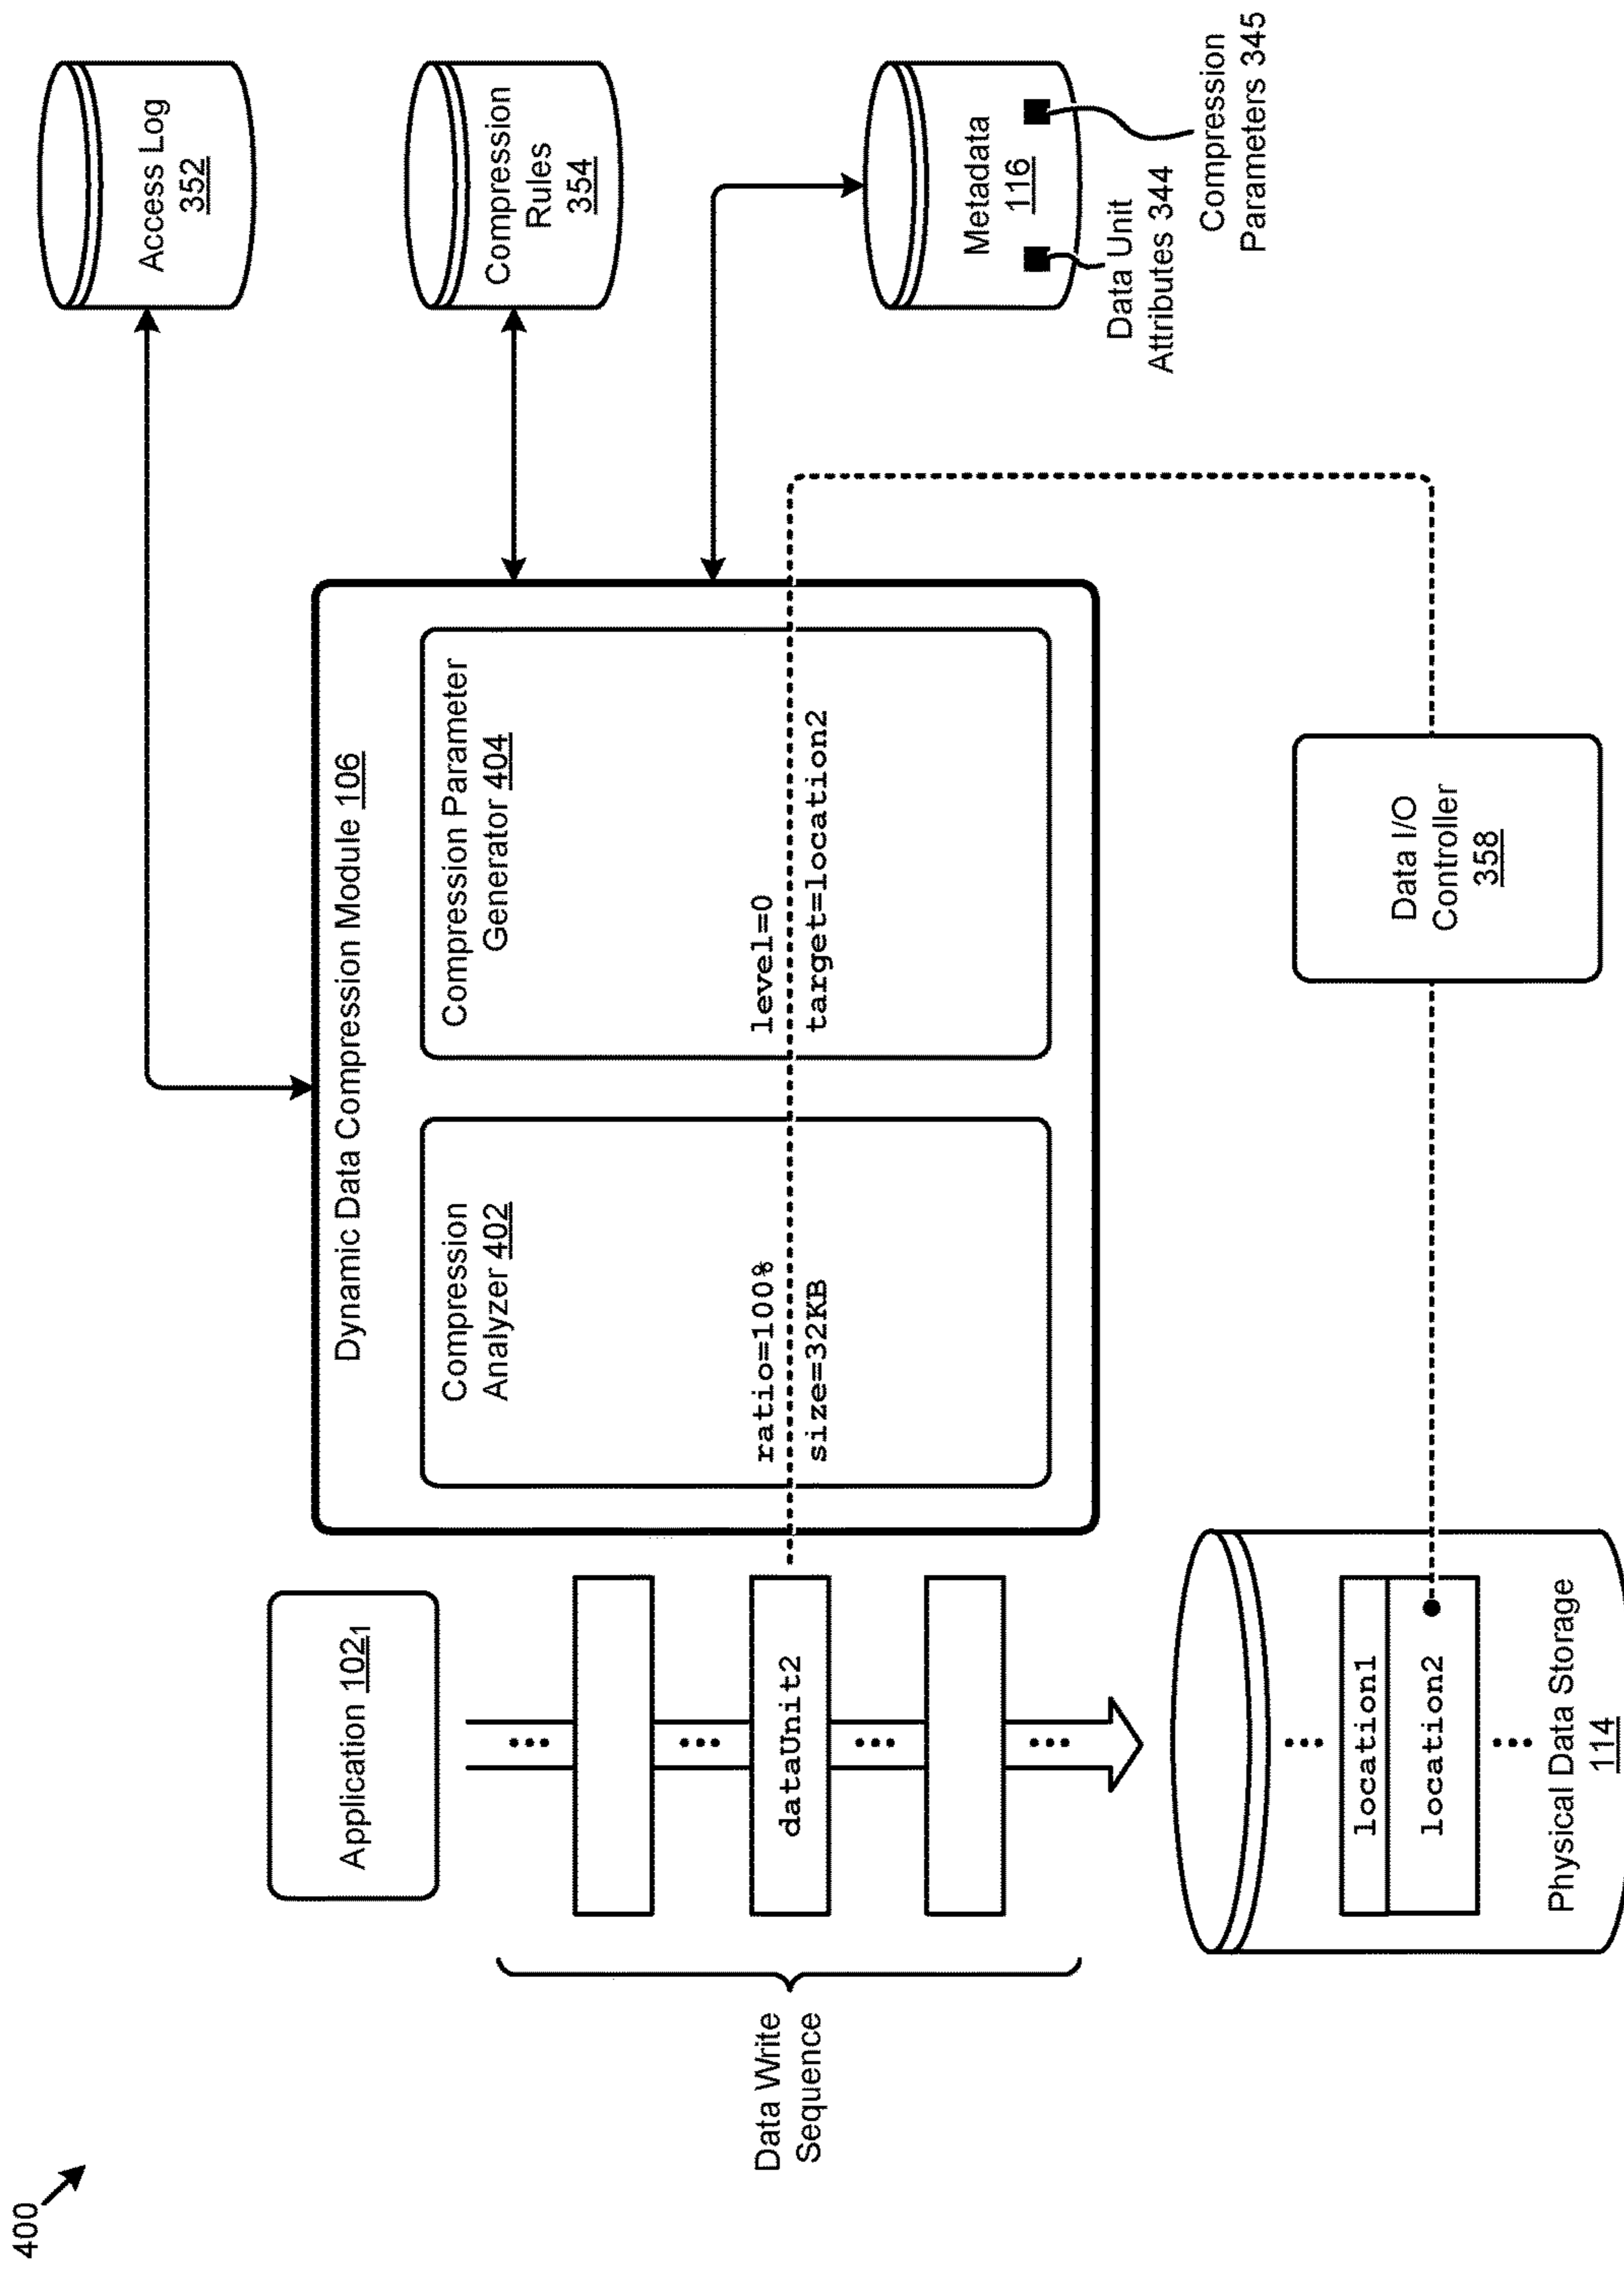 400
Application 102₁
Data Write
Sequence
dataUnit2
Dynamic Data Compression Module 106
Compression
Analyzer 402
ratio=100%
size=32KB
Compression Parameter
Generator 404
level=0
target=location2
Access Log
352
Compression
Rules
354
Metadata
116
Data Unit
Attributes 344
Compression
Parameters 345
Data I/O
Controller
358
location1
location2
Physical Data Storage
114